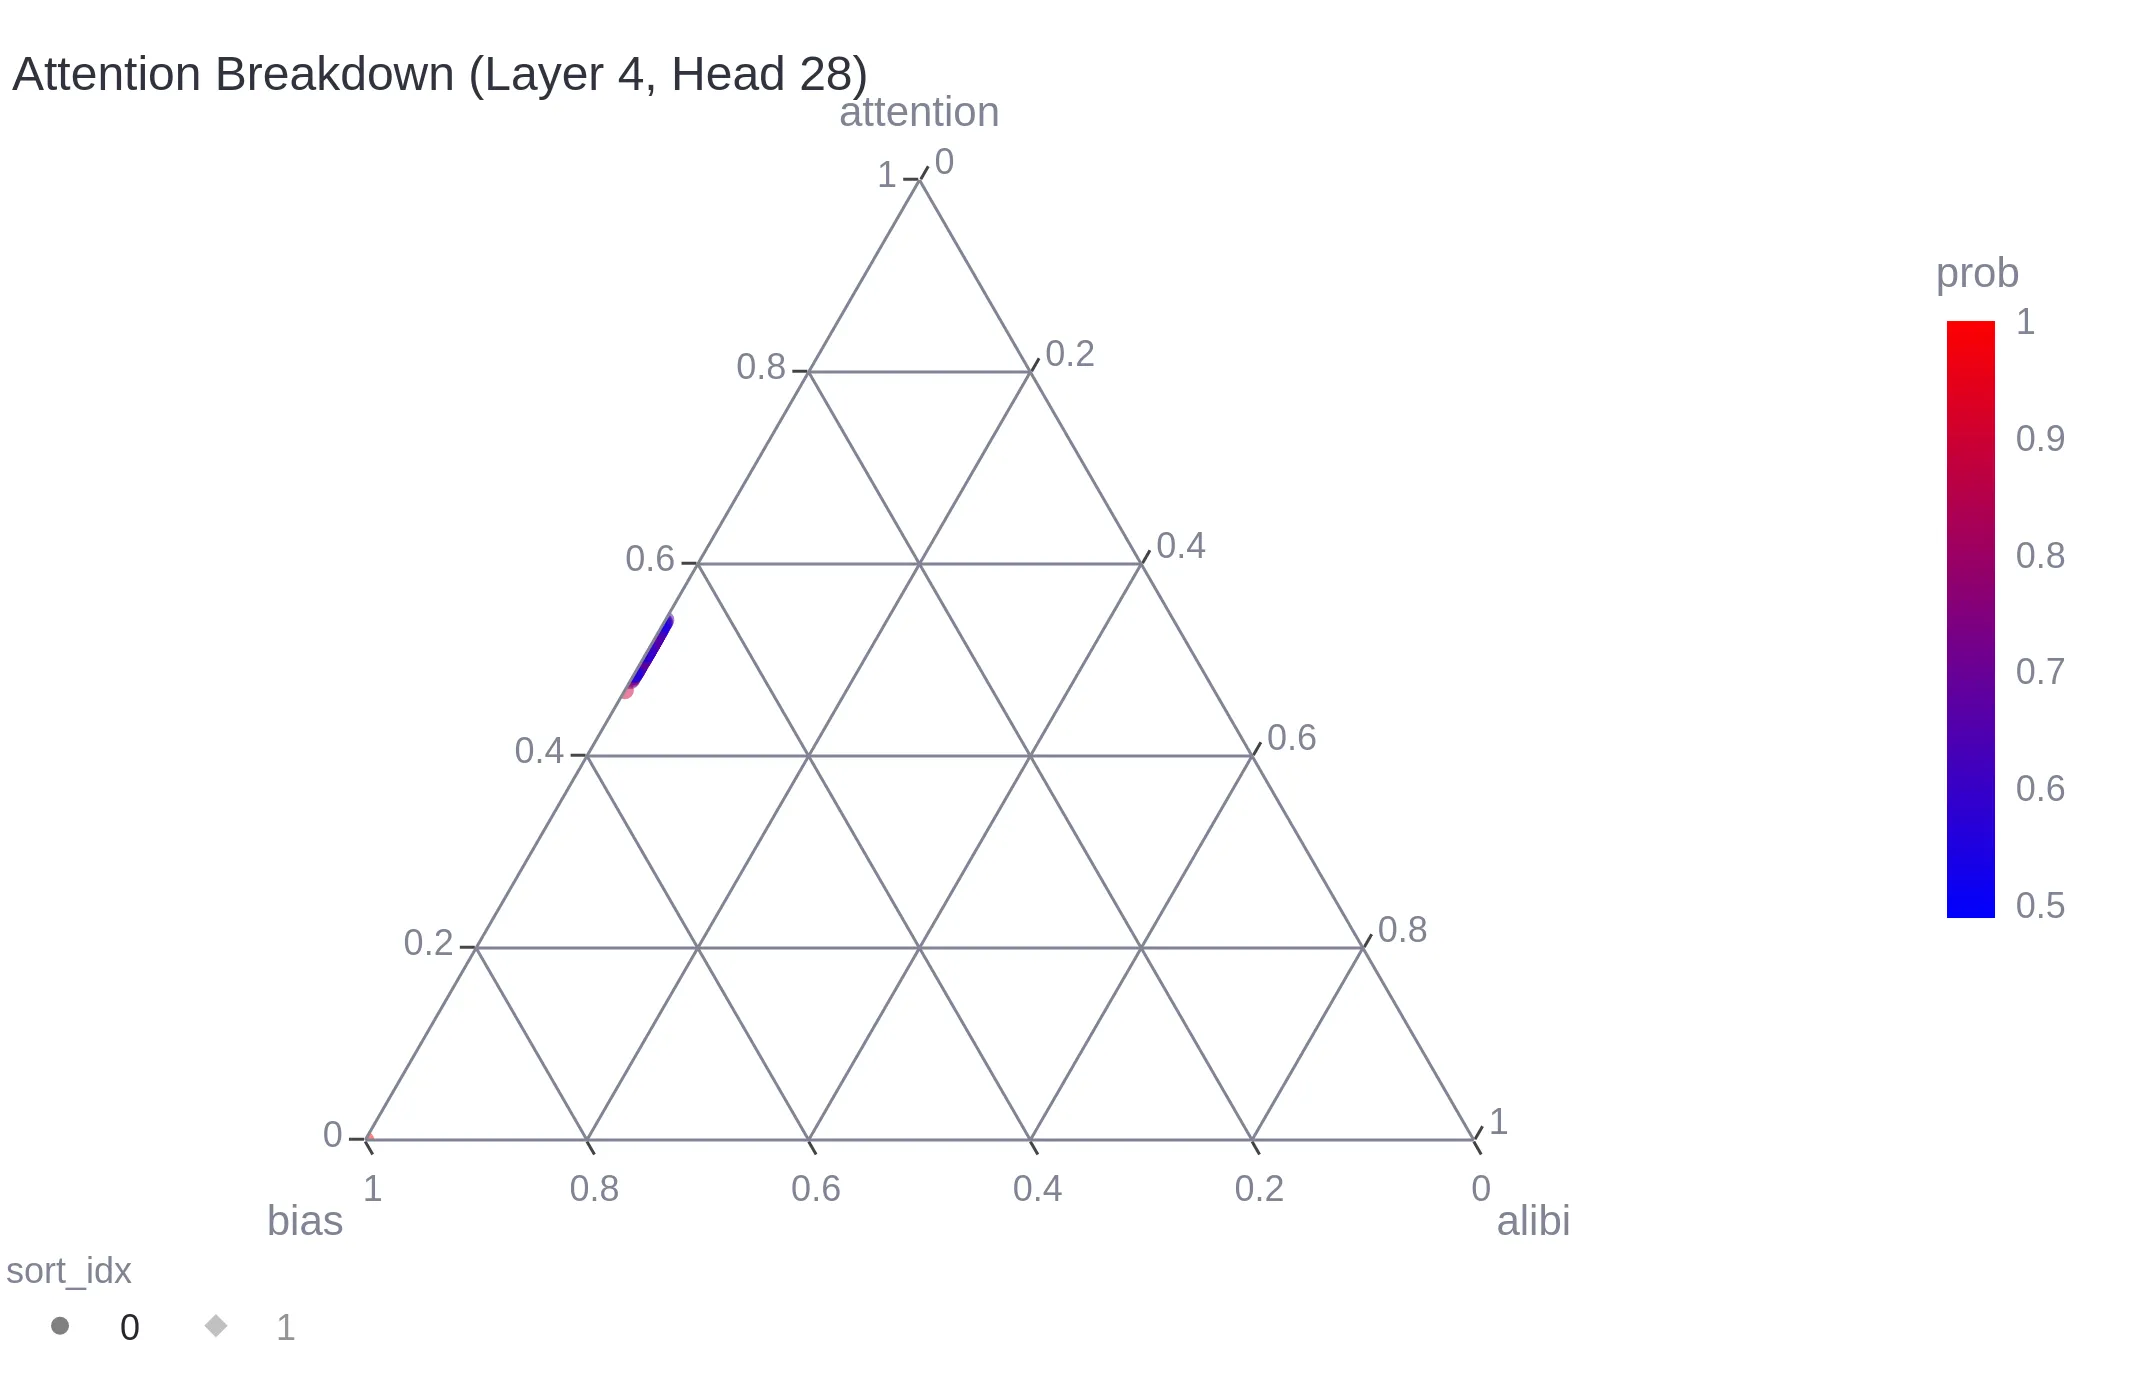 Attention Breakdown (Layer 4, Head 28)
attention
1 0
0.8 0.2
0.6 0.4
0.4 0.6
0.2 0.8
0 1
1 0.8 0.6 0.4 0.2 0
bias alibi
prob
1
0.9
0.8
0.7
0.6
0.5
sort_idx
0 1